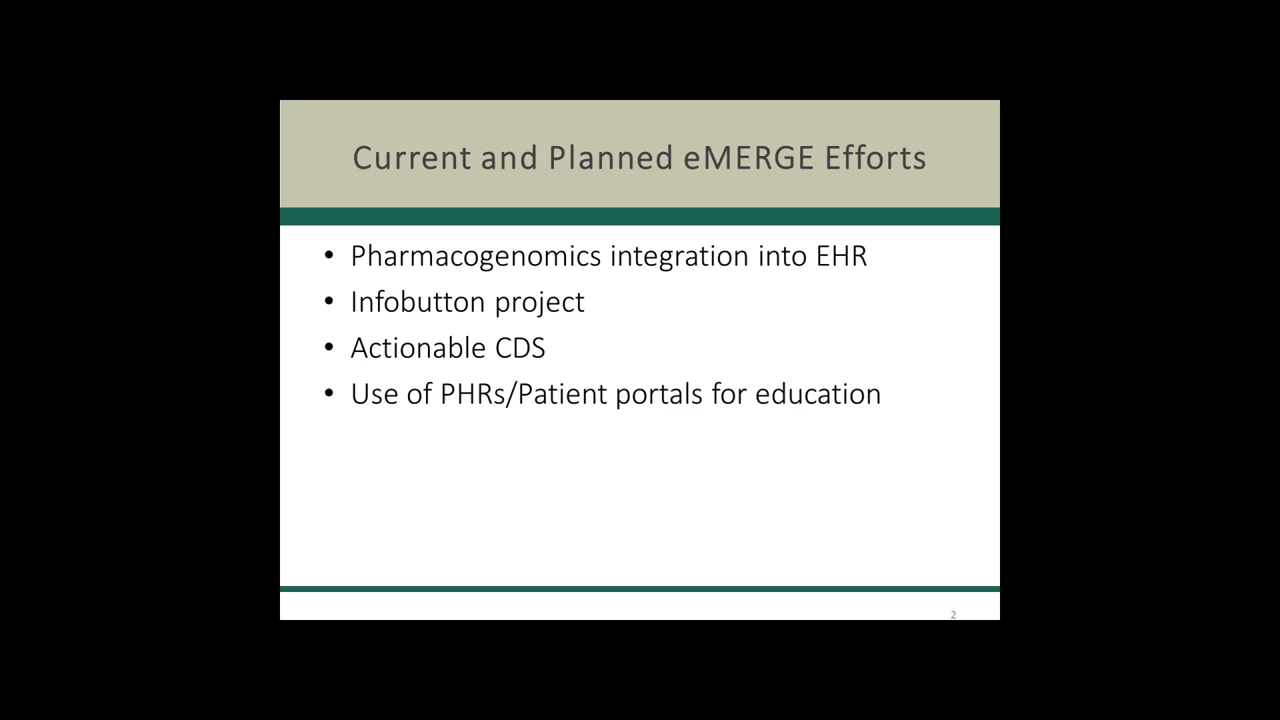 Current and Planned eMERGE Efforts
• Pharmacogenomics integration into EHR
• Infobutton project
• Actionable CDS
• Use of PHRs/Patient portals for education
2